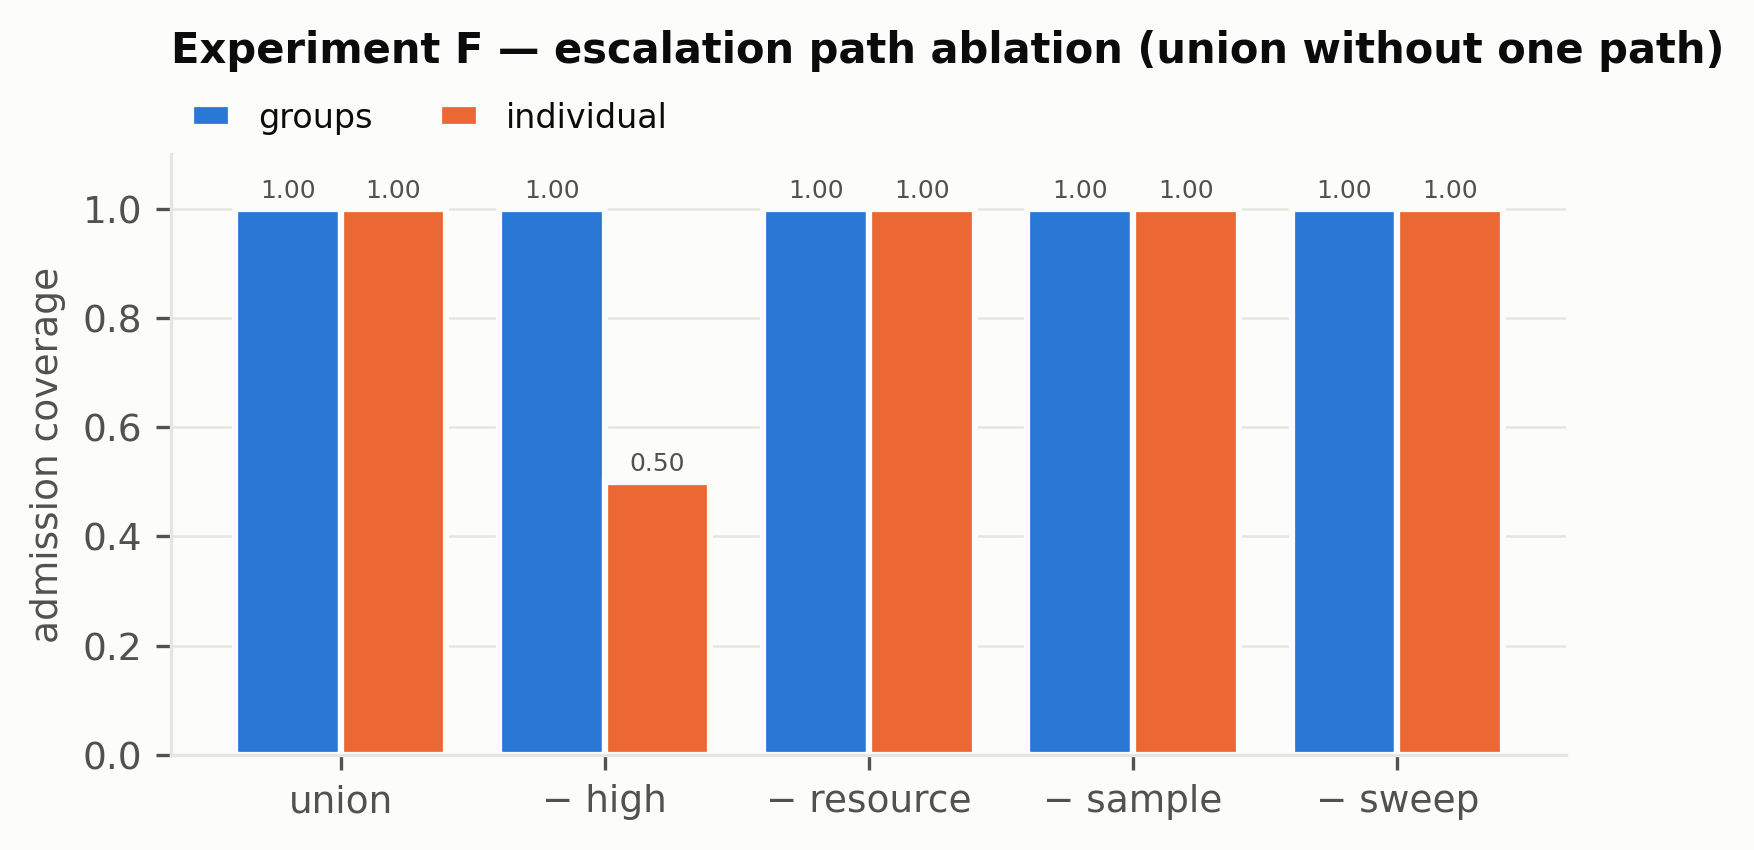 Experiment F — escalation path ablation (union without one path)
groups individual
1.00 1.00 1.00 1.00 1.00 1.00 1.00 1.00 1.00
1.0
0.8
0.6
0.50
0.4
0.2
0.0
admission coverage
union − high − resource − sample − sweep